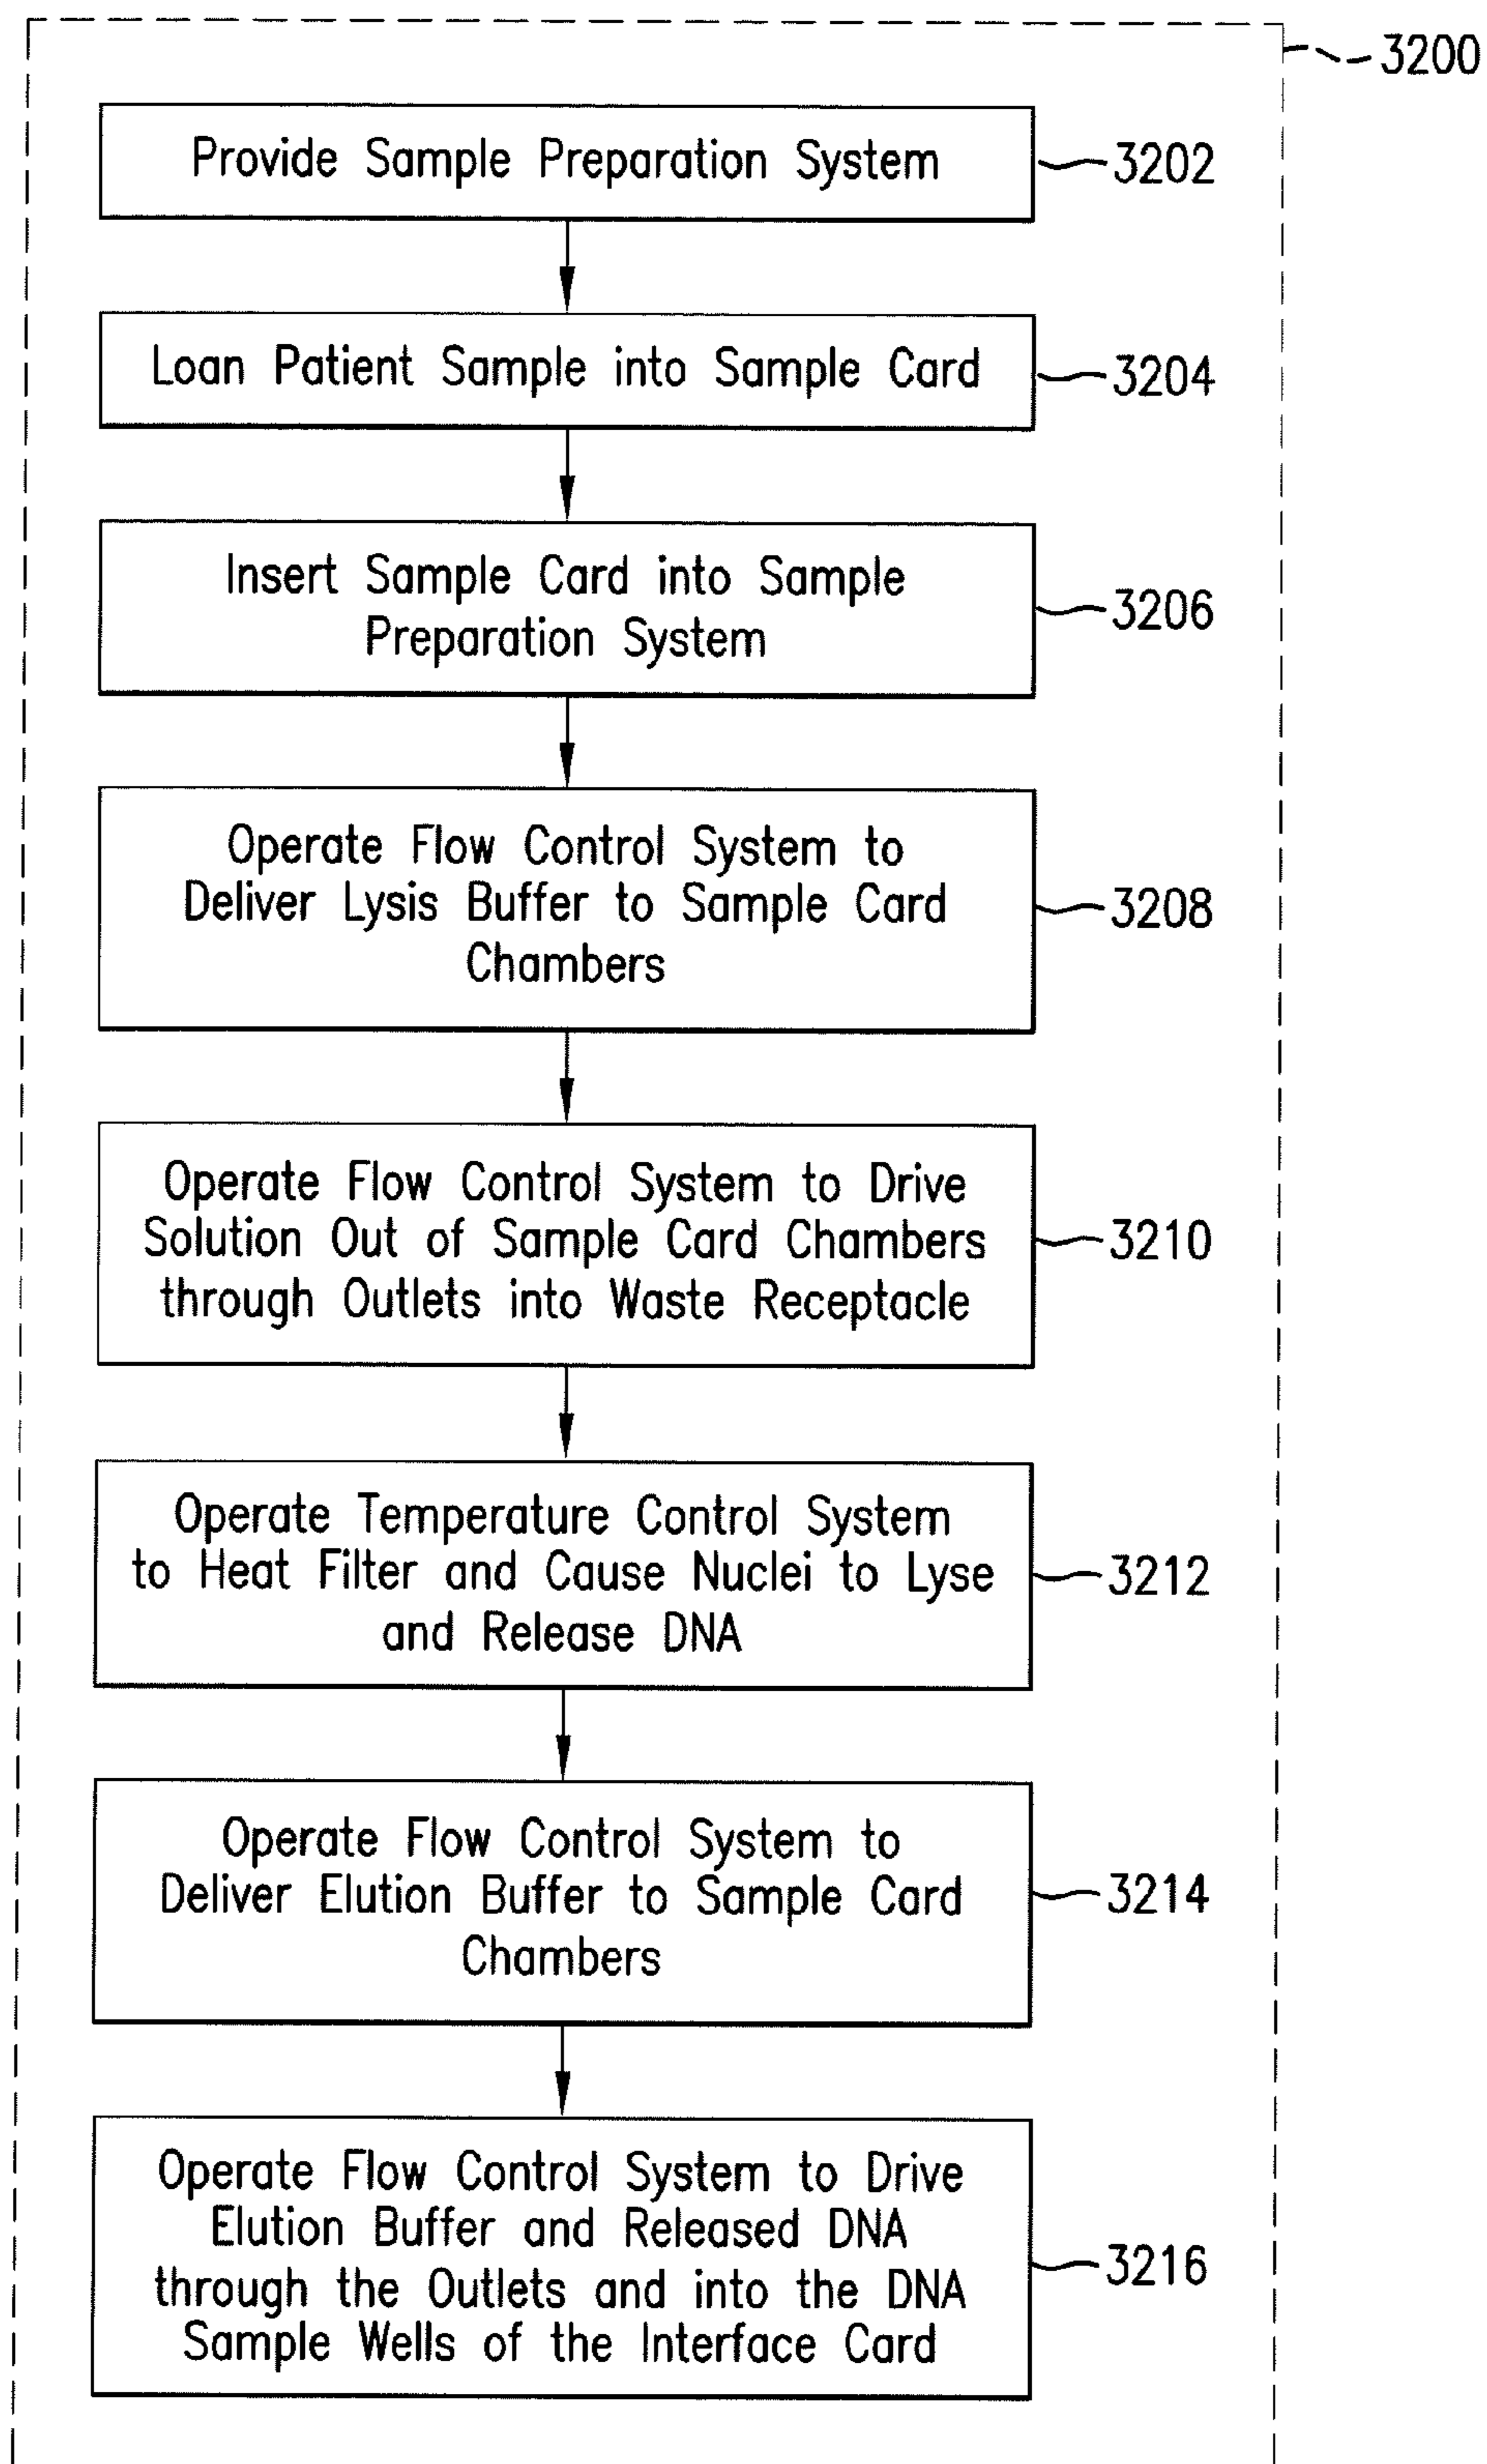 3200
Provide Sample Preparation System
3202
Loan Patient Sample into Sample Card
3204
Insert Sample Card into Sample
Preparation System
3206
Operate Flow Control System to
Deliver Lysis Buffer to Sample Card
Chambers
3208
Operate Flow Control System to Drive
Solution Out of Sample Card Chambers
through Outlets into Waste Receptacle
3210
Operate Temperature Control System
to Heat Filter and Cause Nuclei to Lyse
and Release DNA
3212
Operate Flow Control System to
Deliver Elution Buffer to Sample Card
Chambers
3214
Operate Flow Control System to Drive
Elution Buffer and Released DNA
through the Outlets and into the DNA
Sample Wells of the Interface Card
3216